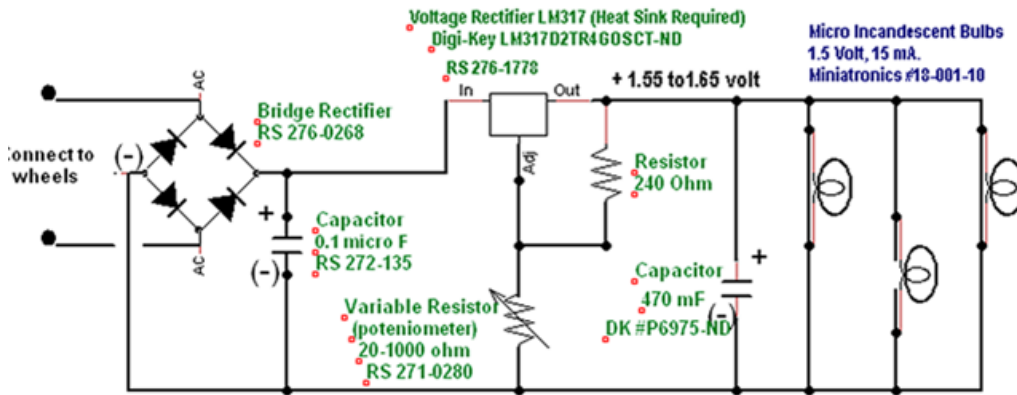 Voltage Rectifier LM317 (Heat Sink Required)
Digi-Key LM317D2TR4GOSCT-ND
RS 276-1778
Micro Incandescent Bulbs
1.5 Volt, 15 mA.
Miniatronics #18-001-10
AC
Bridge Rectifier
RS 276-0268
In
Out
+ 1.55 to1.65 volt
onnect to
wheels
(-)
Adj
Resistor
240 Ohm
AC
+
(-)
Capacitor
0.1 micro F
RS 272-135
Variable Resistor
(poteniometer)
20-1000 ohm
RS 271-0280
Capacitor
470 mF
DK #P6975-ND
+
(-)